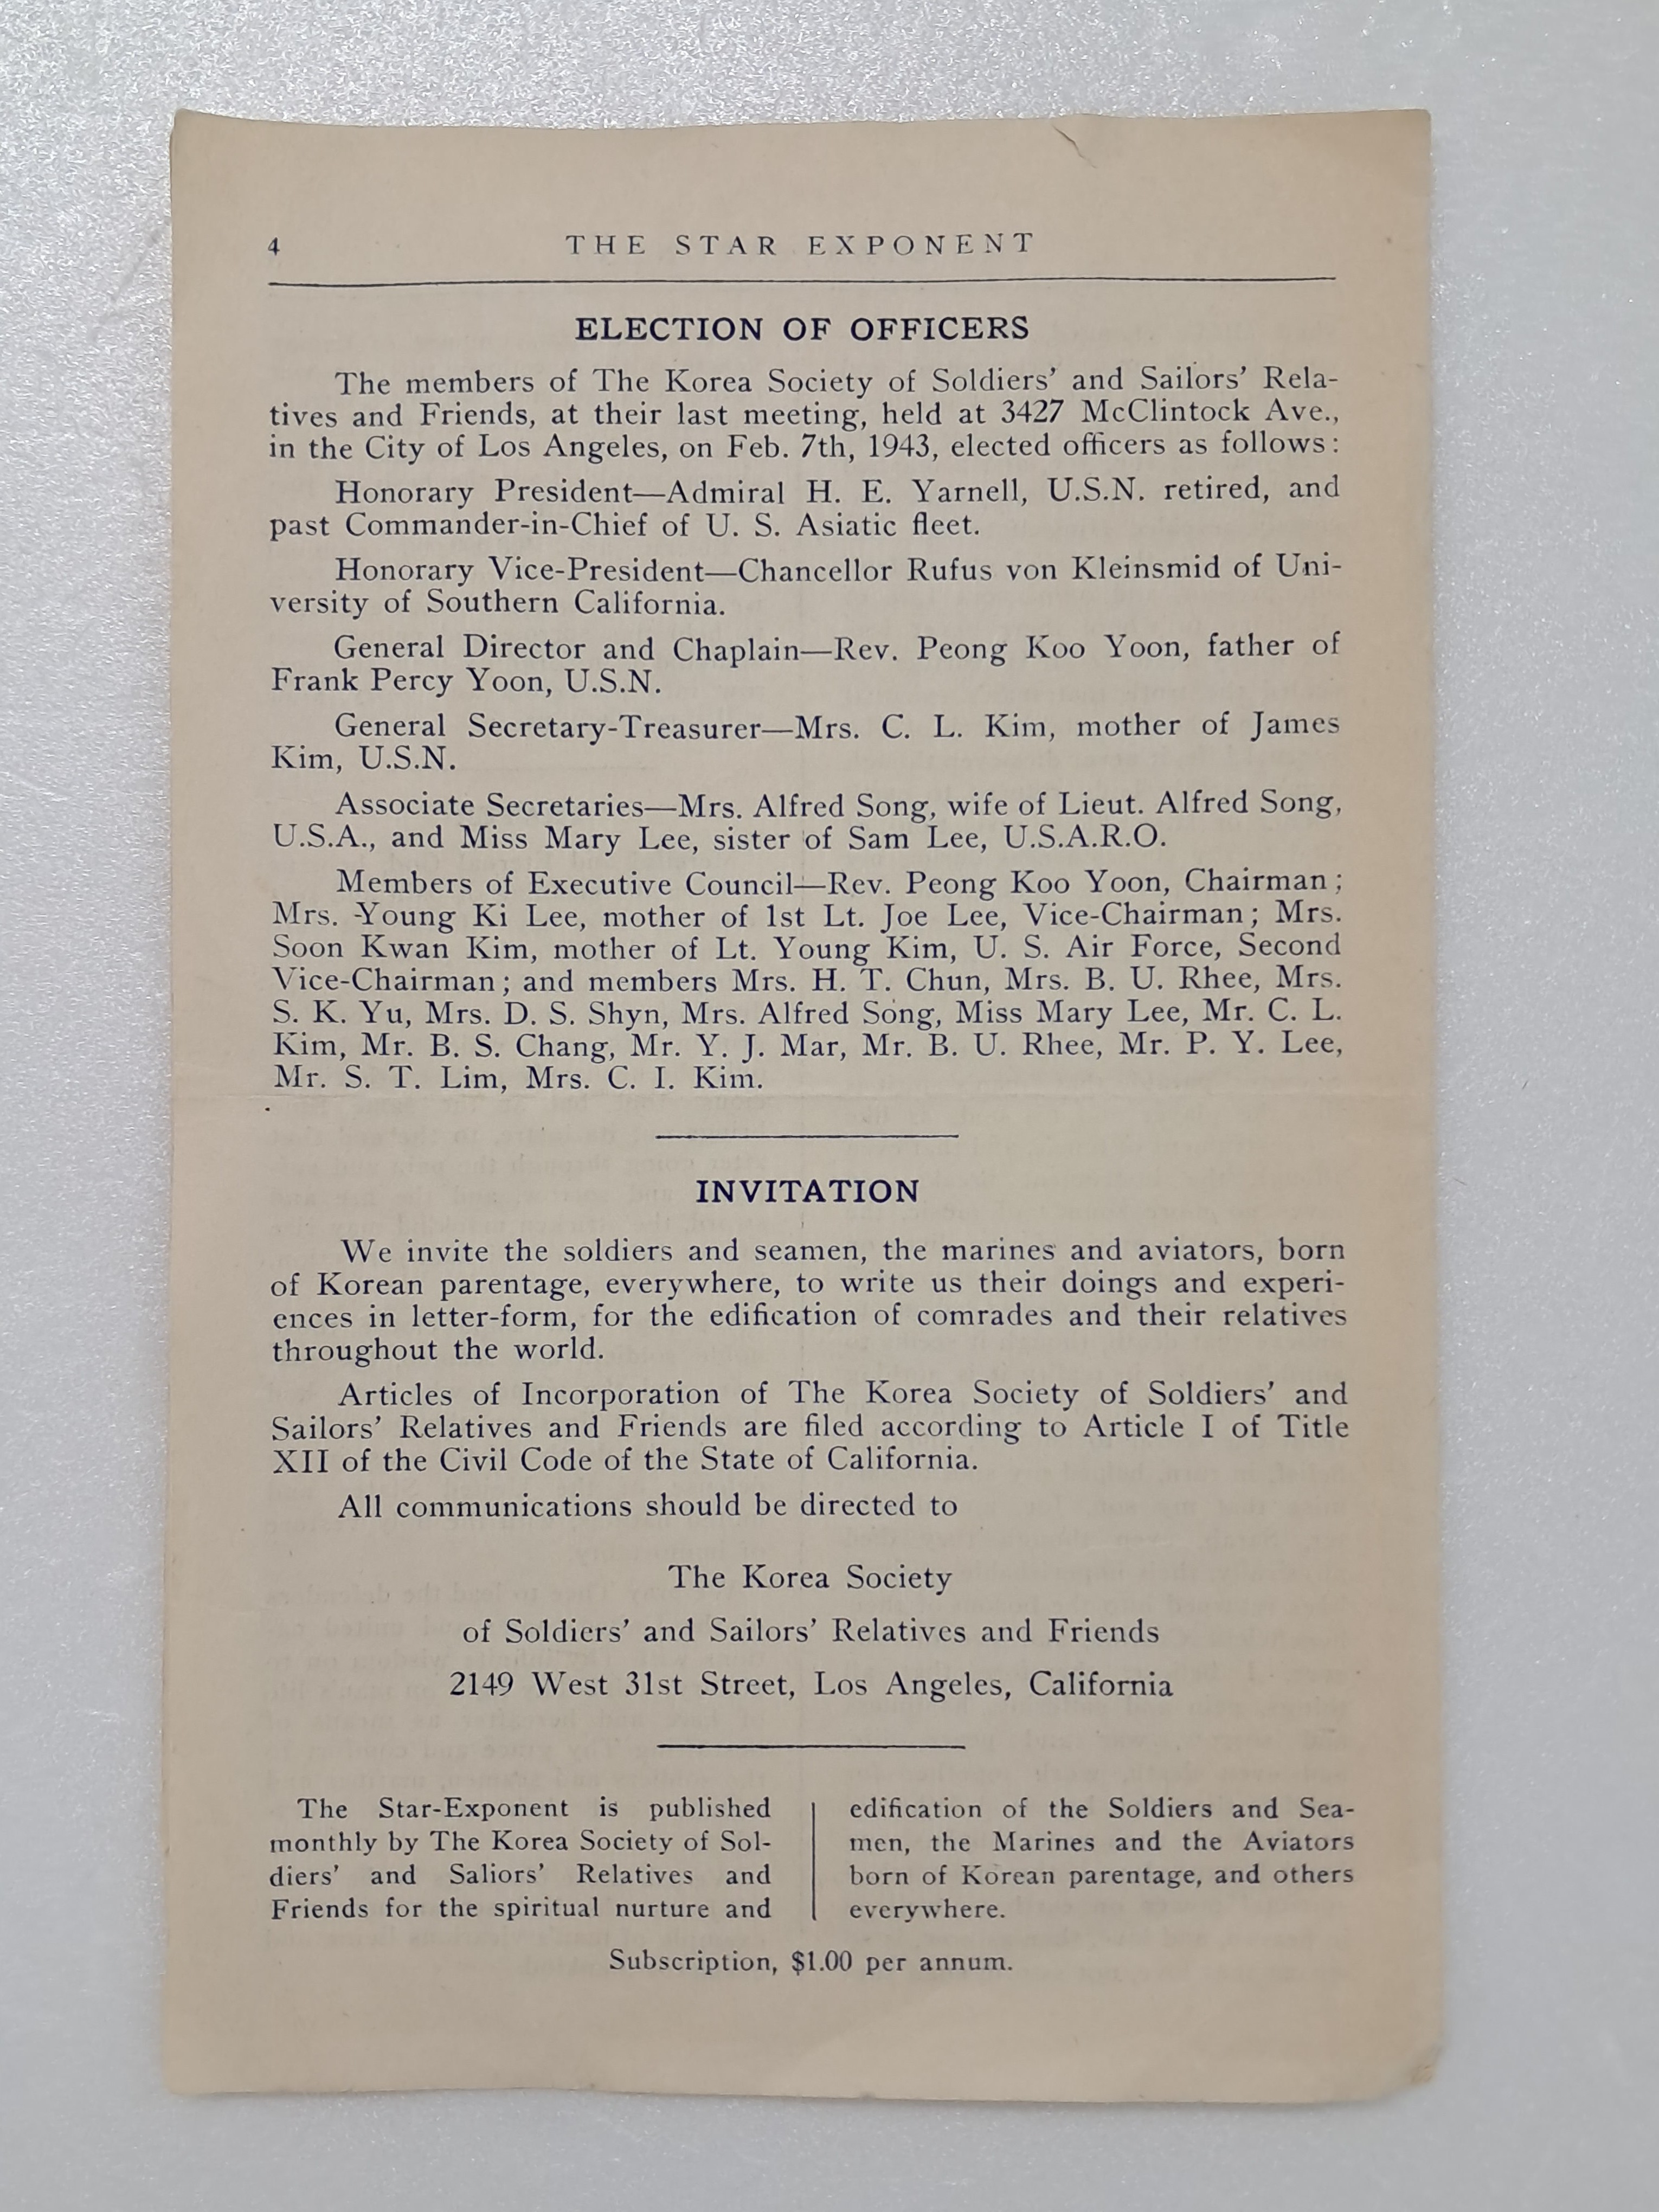 4 THE STAR EXPONENT
ELECTION OF OFFICERS
The members of The Korea Society of Soldiers' and Sailors' Rela-
tives and Friends, at their last meeting, held at 3427 McClintock Ave.,
in the City of Los Angeles, on Feb. 7th, 1943, elected officers as follows:
Honorary President—Admiral H. E. Yarnell, U.S.N. retired, and
past Commander-in-Chief of U. S. Asiatic fleet.
Honorary Vice-President—Chancellor Rufus von Kleinsmid of Uni-
versity of Southern California.
General Director and Chaplain—Rev. Peong Koo Yoon, father of
Frank Percy Yoon, U.S.N.
General Secretary-Treasurer—Mrs. C. L. Kim, mother of James
Kim, U.S.N.
Associate Secretaries—Mrs. Alfred Song, wife of Lieut. Alfred Song,
U.S.A., and Miss Mary Lee, sister of Sam Lee, U.S.A.R.O.
Members of Executive Council—Rev. Peong Koo Yoon, Chairman;
Mrs. Young Ki Lee, mother of 1st Lt. Joe Lee, Vice-Chairman; Mrs.
Soon Kwan Kim, mother of Lt. Young Kim, U. S. Air Force, Second
Vice-Chairman; and members Mrs. H. T. Chun, Mrs. B. U. Rhee, Mrs.
S. K. Yu, Mrs. D. S. Shyn, Mrs. Alfred Song, Miss Mary Lee, Mr. C. L.
Kim, Mr. B. S. Chang, Mr. Y. J. Mar, Mr. B. U. Rhee, Mr. P. Y. Lee,
Mr. S. T. Lim, Mrs. C. I. Kim.
INVITATION
We invite the soldiers and seamen, the marines and aviators, born
of Korean parentage, everywhere, to write us their doings and experi-
ences in letter-form, for the edification of comrades and their relatives
throughout the world.
Articles of Incorporation of The Korea Society of Soldiers' and
Sailors' Relatives and Friends are filed according to Article I of Title
XII of the Civil Code of the State of California.
All communications should be directed to
The Korea Society
of Soldiers' and Sailors' Relatives and Friends
2149 West 31st Street, Los Angeles, California
The Star-Exponent is published
monthly by The Korea Society of Sol-
diers' and Saliors' Relatives and
Friends for the spiritual nurture and
edification of the Soldiers and Sea-
men, the Marines and the Aviators
born of Korean parentage, and others
everywhere.
Subscription, $1.00 per annum.